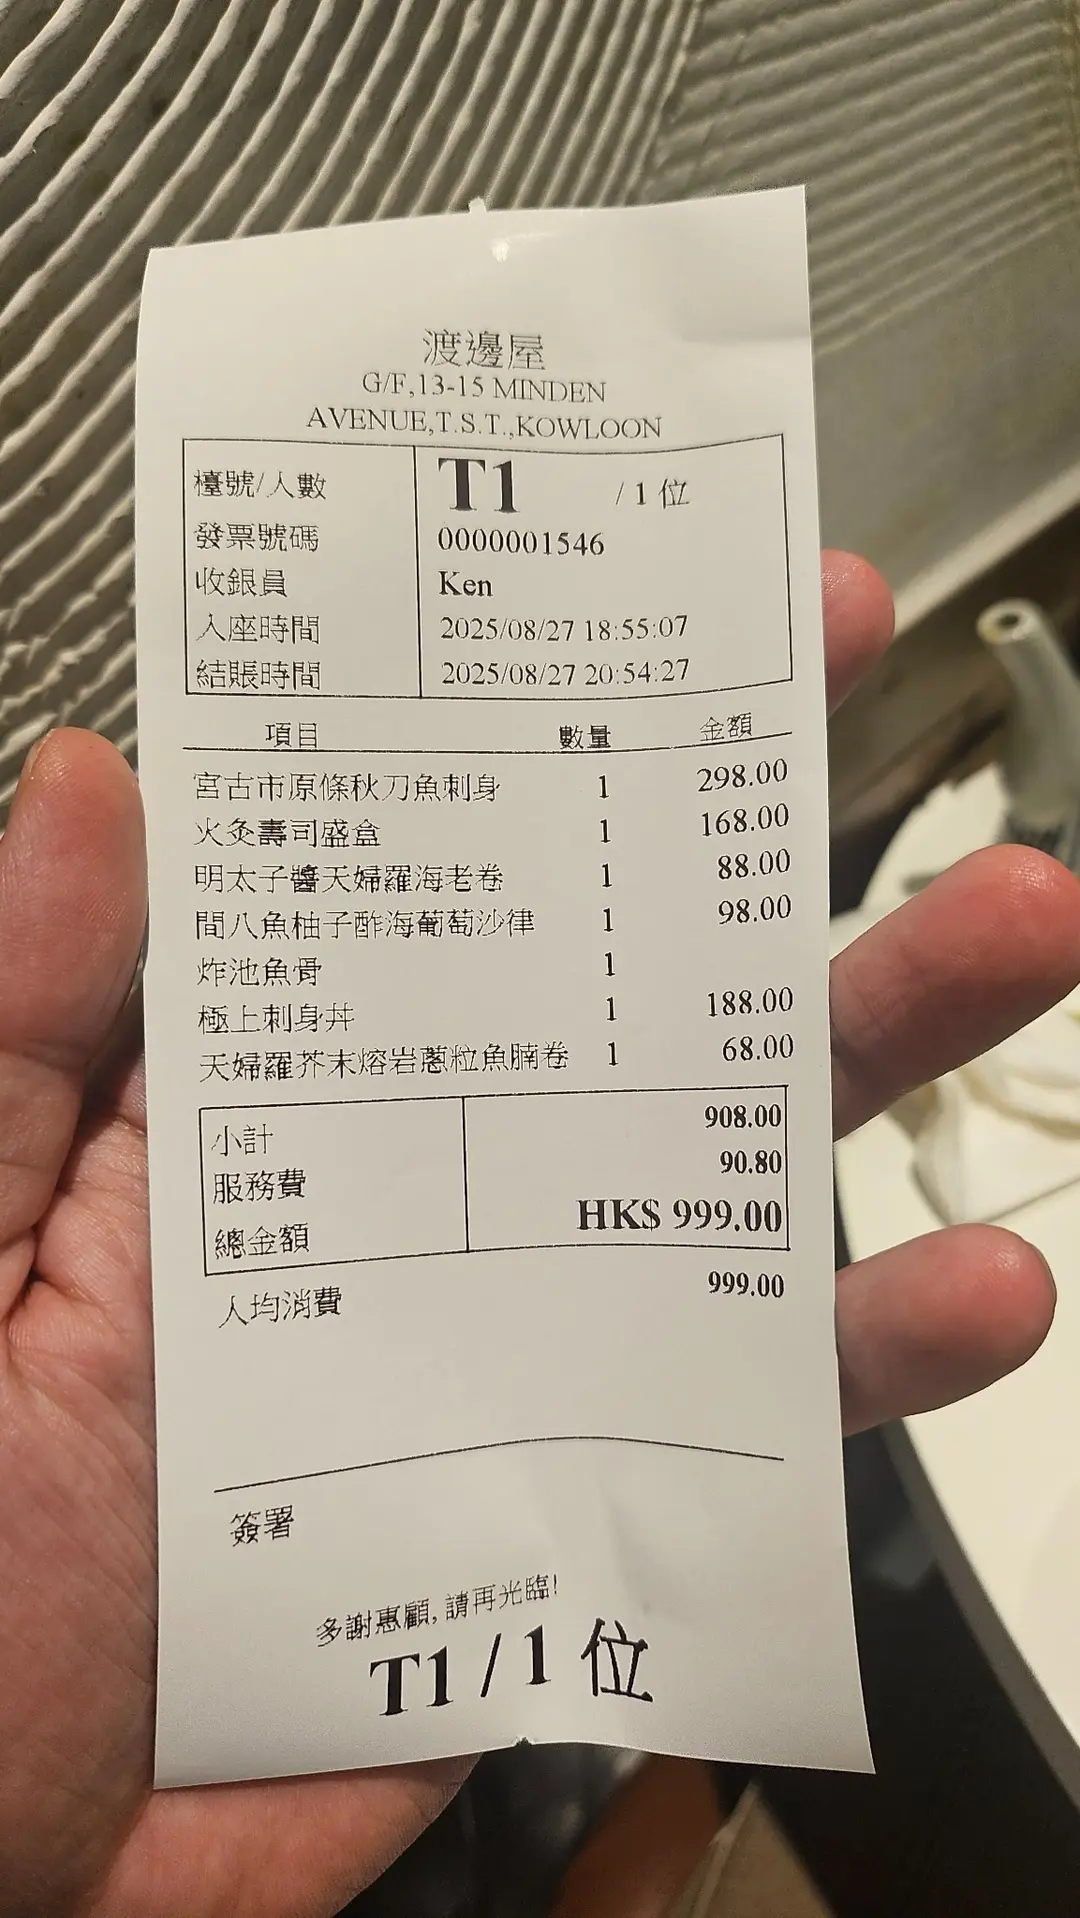 渡邊屋
G/F,13-15 MINDEN
AVENUE,T.S.T.,KOWLOON
檯號/人數 T1 / 1 位
發票號碼 0000001546
收銀員 Ken
入座時間 2025/08/27 18:55:07
結賬時間 2025/08/27 20:54:27
項目 數量 金額
宮古市原條秋刀魚刺身 1 298.00
火灸壽司盛盒 1 168.00
明太子醬天婦羅海老卷 1 88.00
間八魚柚子酢海葡萄沙律 1 98.00
炸池魚骨 1
極上刺身丼 1 188.00
天婦羅芥末熔岩蔥粒魚腩卷 1 68.00
小計 908.00
服務費 90.80
總金額 HK$ 999.00
人均消費 999.00
簽署
多謝惠顧, 請再光臨!
T1 / 1 位